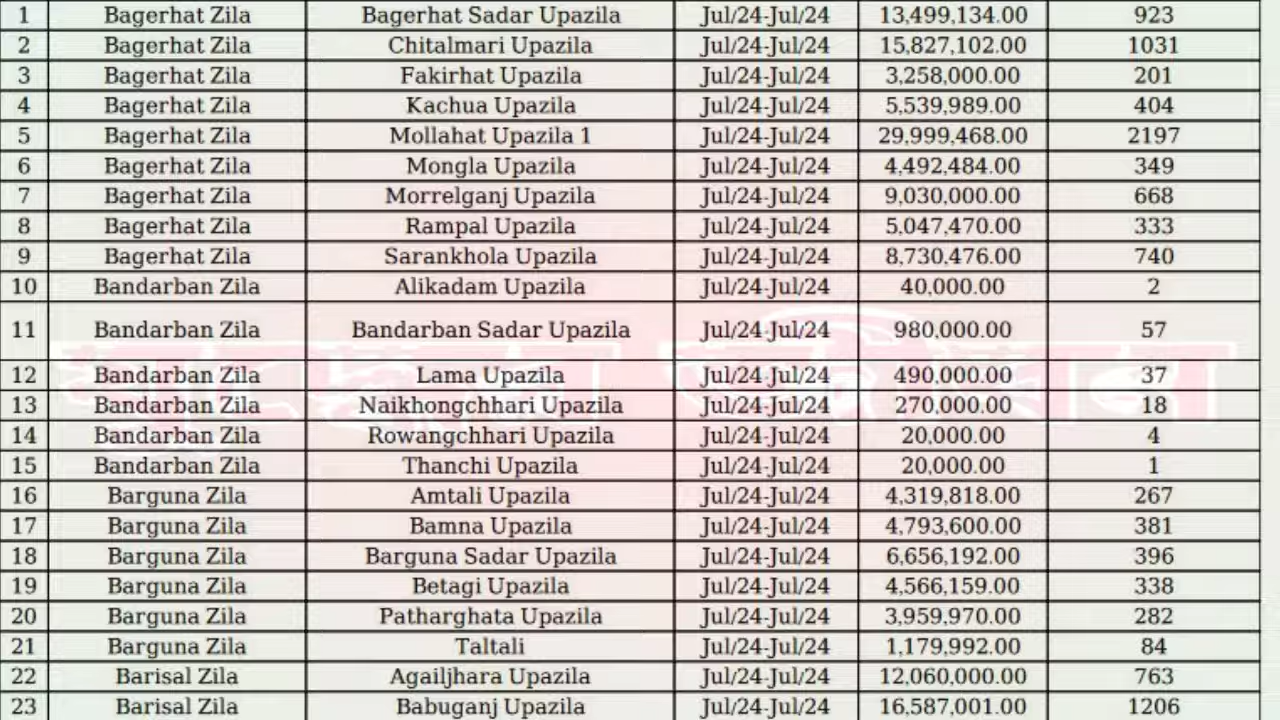 1 Bagerhat Zila Bagerhat Sadar Upazila Jul/24-Jul/24 13,499,134.00 923
2 Bagerhat Zila Chitalmari Upazila Jul/24-Jul/24 15,827,102.00 1031
3 Bagerhat Zila Fakirhat Upazila Jul/24-Jul/24 3,258,000.00 201
4 Bagerhat Zila Kachua Upazila Jul/24-Jul/24 5,539,989.00 404
5 Bagerhat Zila Mollahat Upazila 1 Jul/24-Jul/24 29,999,468.00 2197
6 Bagerhat Zila Mongla Upazila Jul/24-Jul/24 4,492,484.00 349
7 Bagerhat Zila Morrelganj Upazila Jul/24-Jul/24 9,030,000.00 668
8 Bagerhat Zila Rampal Upazila Jul/24-Jul/24 5,047,470.00 333
9 Bagerhat Zila Sarankhola Upazila Jul/24-Jul/24 8,730,476.00 740
10 Bandarban Zila Alikadam Upazila Jul/24-Jul/24 40,000.00 2
11 Bandarban Zila Bandarban Sadar Upazila Jul/24-Jul/24 980,000.00 57
12 Bandarban Zila Lama Upazila Jul/24-Jul/24 490,000.00 37
13 Bandarban Zila Naikhongchhari Upazila Jul/24-Jul/24 270,000.00 18
14 Bandarban Zila Rowangchhari Upazila Jul/24-Jul/24 20,000.00 4
15 Bandarban Zila Thanchi Upazila Jul/24-Jul/24 20,000.00 1
16 Barguna Zila Amtali Upazila Jul/24-Jul/24 4,319,818.00 267
17 Barguna Zila Bamna Upazila Jul/24-Jul/24 4,793,600.00 381
18 Barguna Zila Barguna Sadar Upazila Jul/24-Jul/24 6,656,192.00 396
19 Barguna Zila Betagi Upazila Jul/24-Jul/24 4,566,159.00 338
20 Barguna Zila Patharghata Upazila Jul/24-Jul/24 3,959,970.00 282
21 Barguna Zila Taltali Jul/24-Jul/24 1,179,992.00 84
22 Barisal Zila Agailjhara Upazila Jul/24-Jul/24 12,060,000.00 763
23 Barisal Zila Babuganj Upazila Jul/24-Jul/24 16,587,001.00 1206